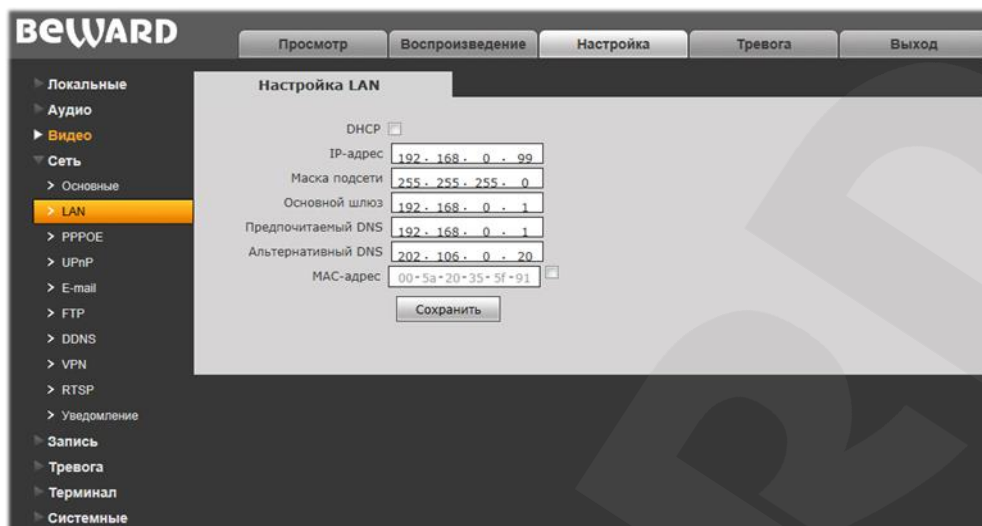 BEWARD
Просмотр Воспроизведение Настройка Тревога Выход
Локальные
Аудио
Видео
Сеть
> Основные
> LAN
> PPPOE
> UPnP
> E-mail
> FTP
> DDNS
> VPN
> RTSP
> Уведомление
Запись
Тревога
Терминал
Системные
Настройка LAN
DHCP
IP-адрес 192. 168. 0 . 99
Маска подсети 255. 255. 255. 0
Основной шлюз 192. 168. 0 . 1
Предпочитаемый DNS 192. 168. 0 . 1
Альтернативный DNS 202. 106. 0 . 20
MAC-адрес 00-5a-20-35-5f-91
Сохранить